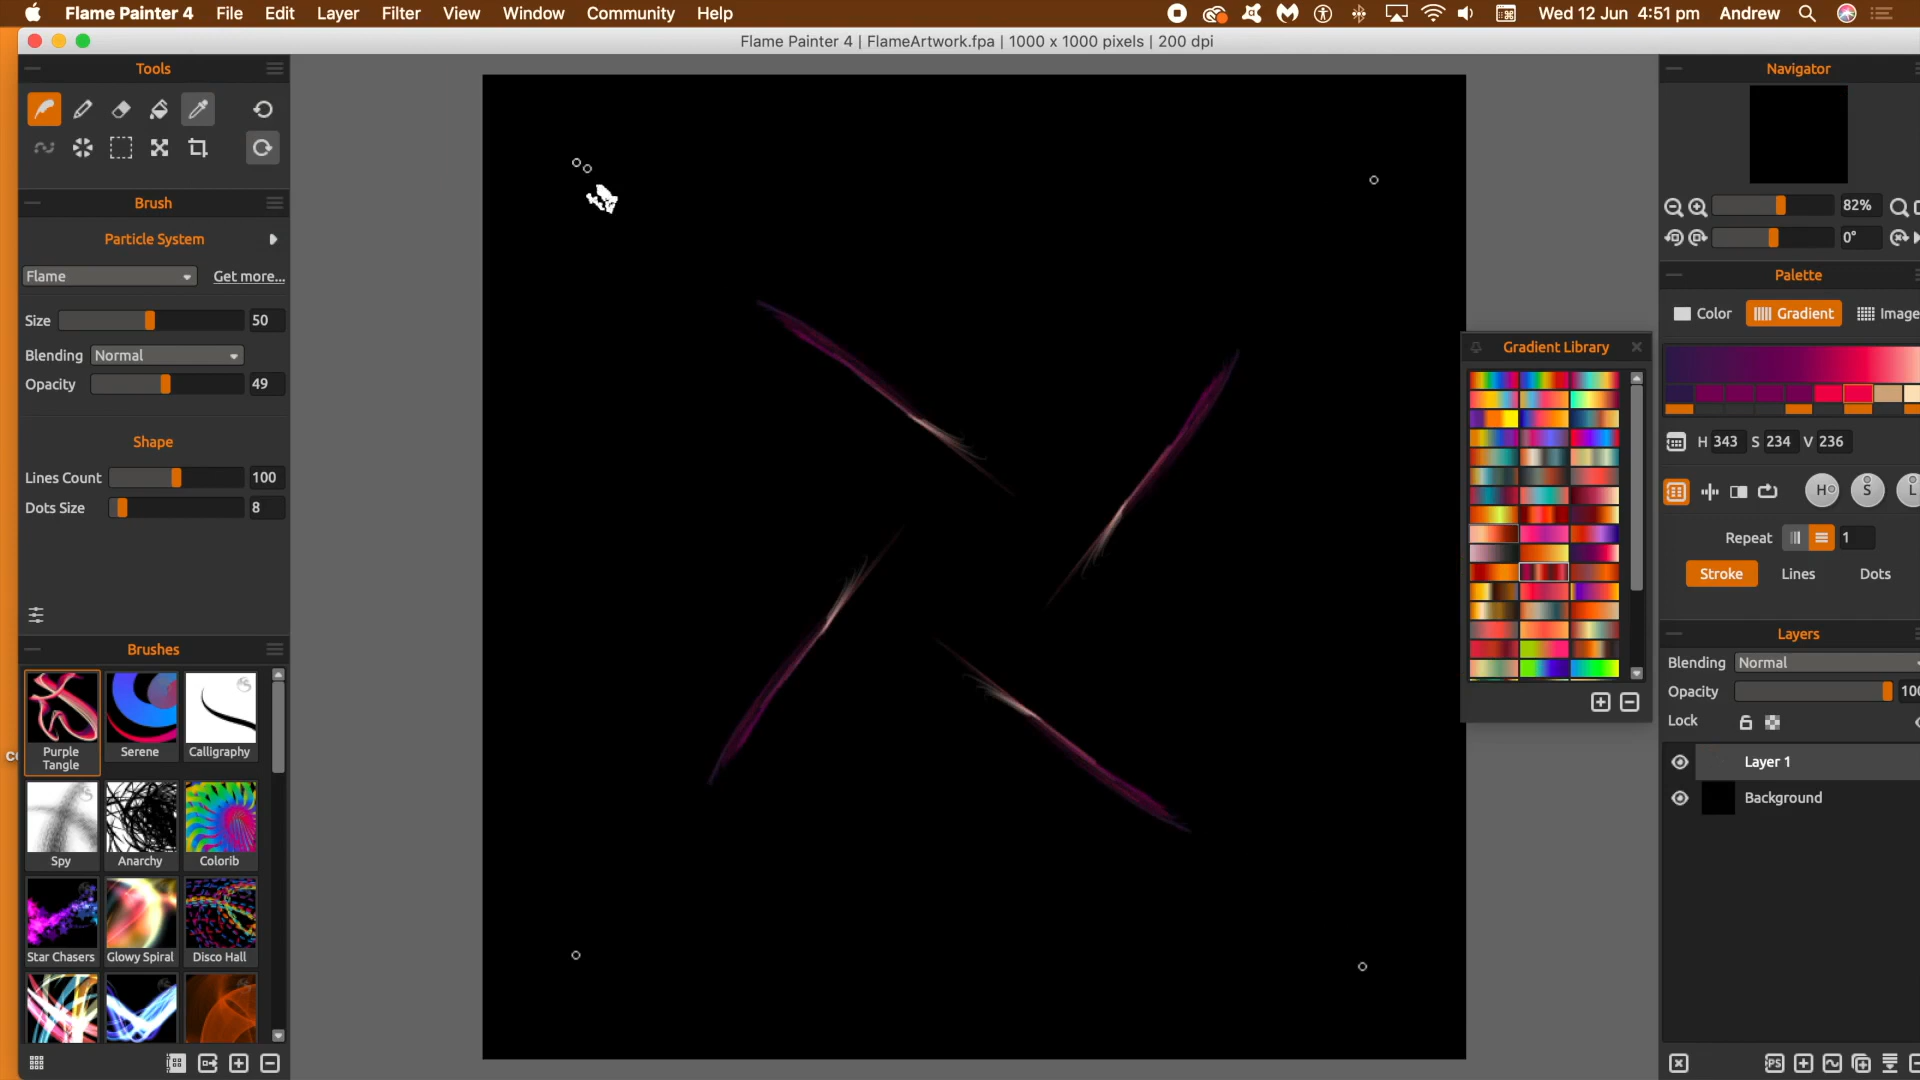 Flame Painter 4 File Edit Layer Filter View Window Community Help Wed 12 Jun 4:51 pm Andrew
Flame Painter 4 | FlameArtwork.fpa | 1000 x 1000 pixels | 200 dpi
Tools
Brush
Particle System
Flame Get more...
Size 50
Blending Normal
Opacity 49
Shape
Lines Count 100
Dots Size 8
Brushes
Purple Tangle
Serene
Calligraphy
Spy
Anarchy
Colorib
Star Chasers
Glowy Spiral
Disco Hall
Gradient Library
Navigator
82%
0°
Palette
Color Gradient Image
H 343 S 234 V 236
H S L
Repeat 1
Stroke Lines Dots
Layers
Blending Normal
Opacity 100
Lock
Layer 1
Background
PS